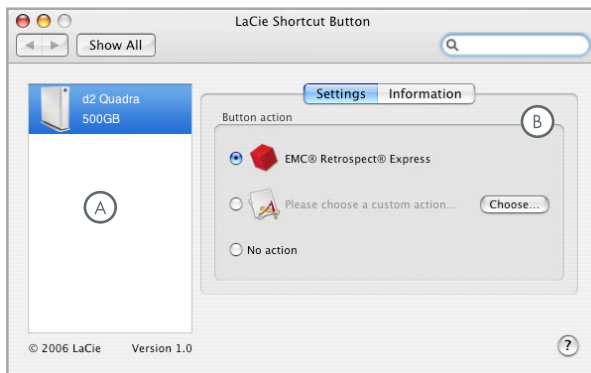 LaCie Shortcut Button
Show All
d2 Quadra
500GB
A
Settings Information
Button action
B
EMC® Retrospect® Express
Please choose a custom action... Choose...
No action
© 2006 LaCie Version 1.0
?